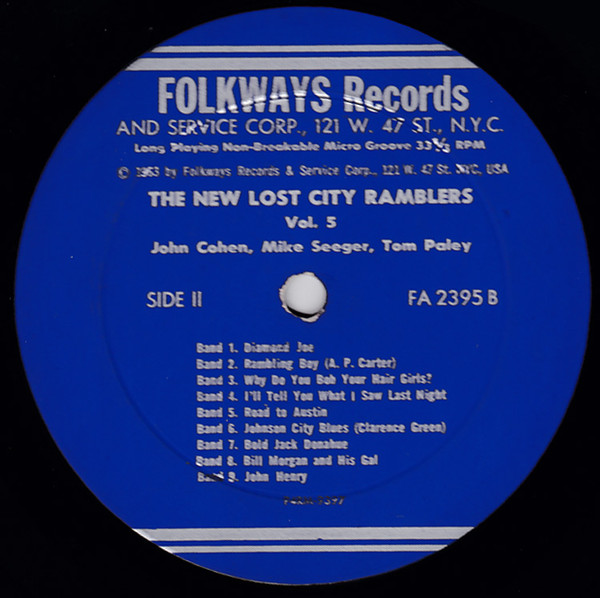 FOLKWAYS Records
AND SERVICE CORP., 121 W. 47 ST., N.Y.C.
Long Playing Non-Breakable Micro Groove 33⅓ RPM
© 1963 by Folkways Records & Service Corp., 121 W. 47 St. NYC, USA
THE NEW LOST CITY RAMBLERS
Vol. 5
John Cohen, Mike Seeger, Tom Paley
SIDE II FA 2395 B
Band 1. Diamond Joe
Band 2. Rambling Boy (A. P. Carter)
Band 3. Why Do You Bob Your Hair Girls?
Band 4. I'll Tell You What I Saw Last Night
Band 5. Road to Austin
Band 6. Johnson City Blues (Clarence Green)
Band 7. Bold Jack Donahue
Band 8. Bill Morgan and His Gal
Band 9. John Henry